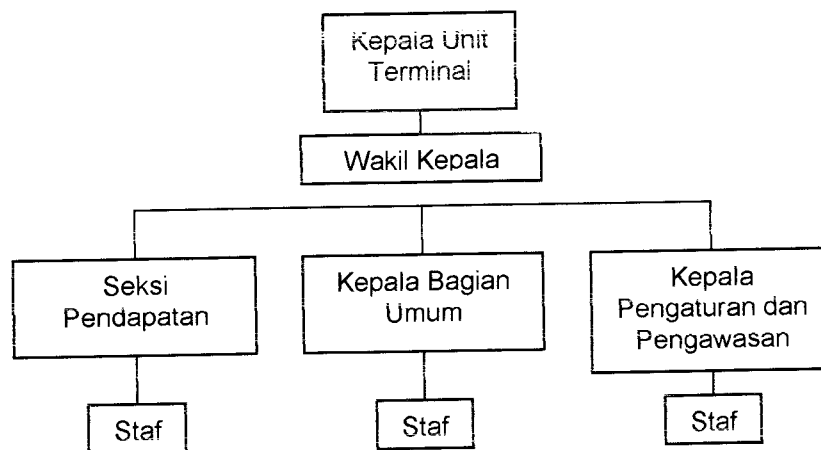 Kepala Unit
Terminal
Wakil Kepala
Seksi
Pendapatan
Kepala Bagian
Umum
Kepala
Pengaturan dan
Pengawasan
Staf
Staf
Staf